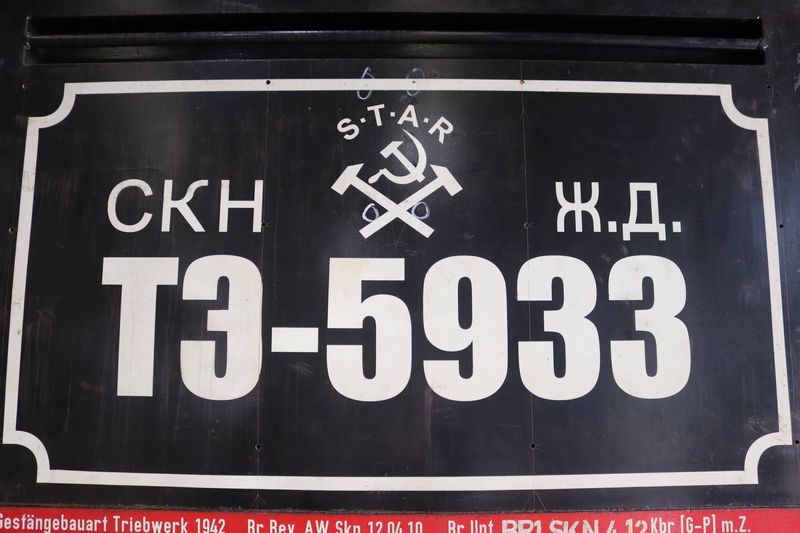 S·T·A·R
СКН Ж.Д.
ТЭ-5933
Gestängebauart Triebwerk 1942 Br Rev. AW Skn 12.04.10 Br Unt. BR1 SKN 4.12 Kbr [G-P] m.Z.